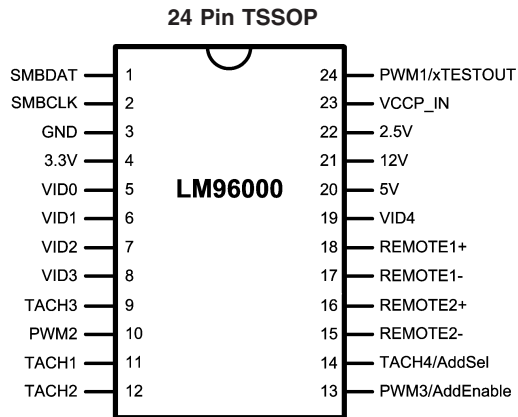 24 Pin TSSOP
SMBDAT 1 24 PWM1/xTESTOUT
SMBCLK 2 23 VCCP_IN
GND 3 22 2.5V
3.3V 4 21 12V
VID0 5 LM96000 20 5V
VID1 6 19 VID4
VID2 7 18 REMOTE1+
VID3 8 17 REMOTE1-
TACH3 9 16 REMOTE2+
PWM2 10 15 REMOTE2-
TACH1 11 14 TACH4/AddSel
TACH2 12 13 PWM3/AddEnable